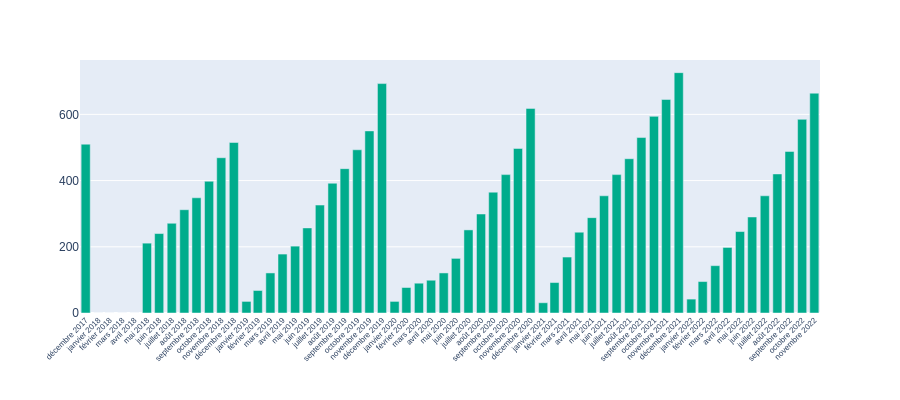 600
400
200
0
décembre 2017
janvier 2018
février 2018
mars 2018
avril 2018
mai 2018
juin 2018
juillet 2018
août 2018
septembre 2018
octobre 2018
novembre 2018
décembre 2018
janvier 2019
février 2019
mars 2019
avril 2019
mai 2019
juin 2019
juillet 2019
août 2019
septembre 2019
octobre 2019
novembre 2019
décembre 2019
janvier 2020
février 2020
mars 2020
avril 2020
mai 2020
juin 2020
juillet 2020
août 2020
septembre 2020
octobre 2020
novembre 2020
décembre 2020
janvier 2021
février 2021
mars 2021
avril 2021
mai 2021
juin 2021
juillet 2021
août 2021
septembre 2021
octobre 2021
novembre 2021
décembre 2021
janvier 2022
février 2022
mars 2022
avril 2022
mai 2022
juin 2022
juillet 2022
août 2022
septembre 2022
octobre 2022
novembre 2022